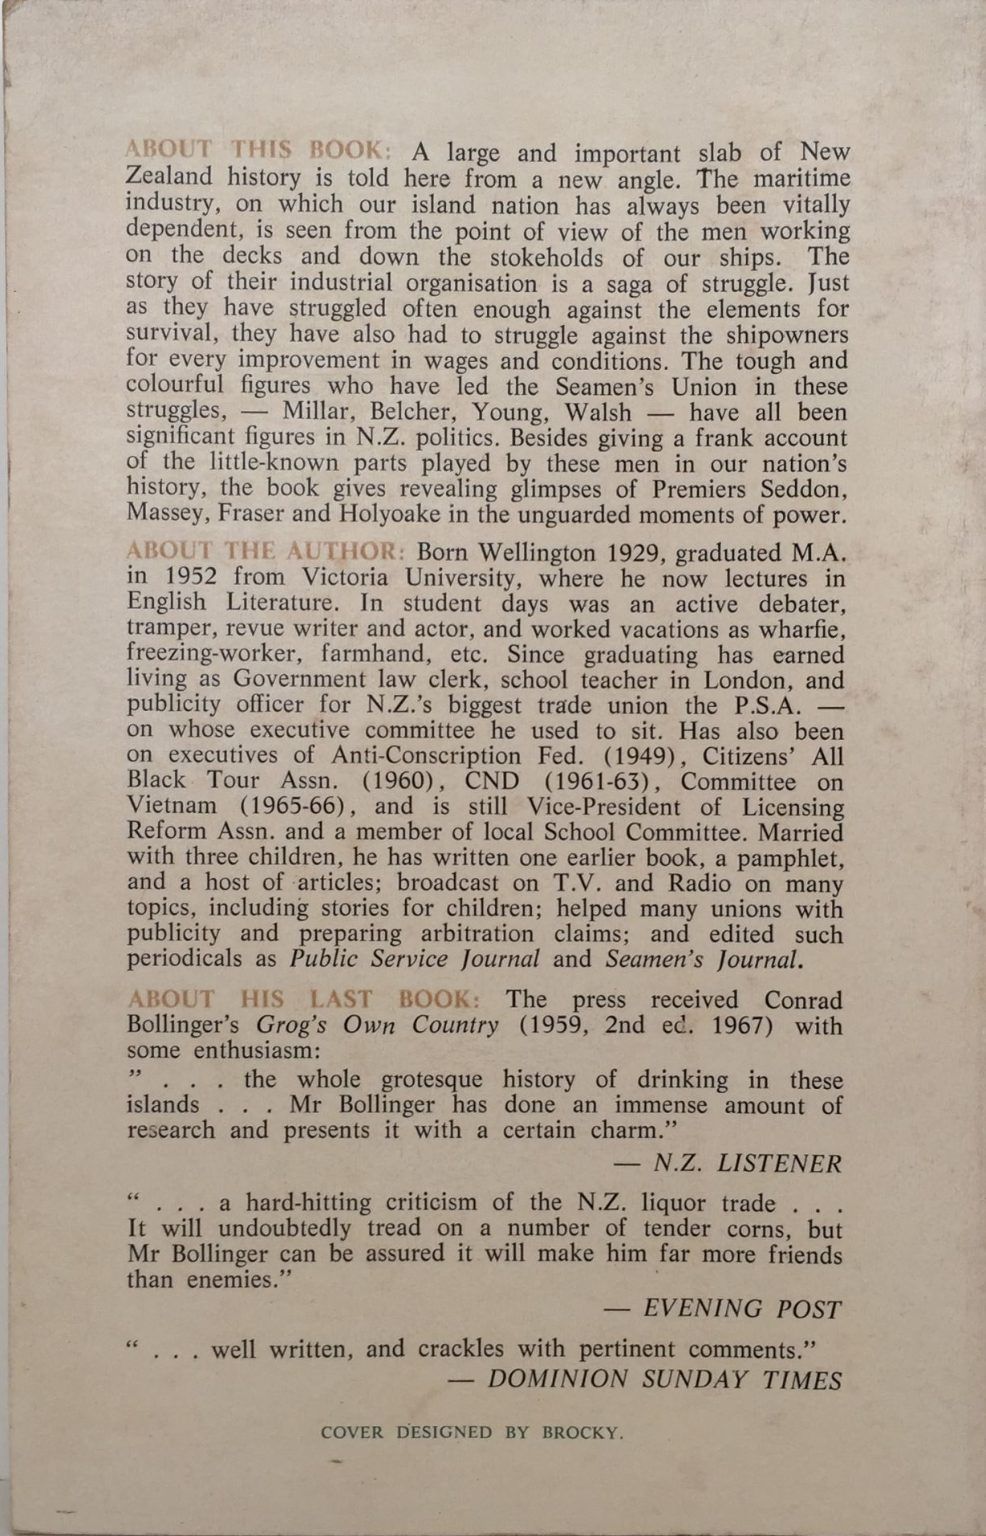 ABOUT THIS BOOK: A large and important slab of New
Zealand history is told here from a new angle. The maritime
industry, on which our island nation has always been vitally
dependent, is seen from the point of view of the men working
on the decks and down the stokeholds of our ships. The
story of their industrial organisation is a saga of struggle. Just
as they have struggled often enough against the elements for
survival, they have also had to struggle against the shipowners
for every improvement in wages and conditions. The tough and
colourful figures who have led the Seamen's Union in these
struggles, — Millar, Belcher, Young, Walsh — have all been
significant figures in N.Z. politics. Besides giving a frank account
of the little-known parts played by these men in our nation's
history, the book gives revealing glimpses of Premiers Seddon,
Massey, Fraser and Holyoake in the unguarded moments of power.
ABOUT THE AUTHOR: Born Wellington 1929, graduated M.A.
in 1952 from Victoria University, where he now lectures in
English Literature. In student days was an active debater,
tramper, revue writer and actor, and worked vacations as wharfie,
freezing-worker, farmhand, etc. Since graduating has earned
living as Government law clerk, school teacher in London, and
publicity officer for N.Z.'s biggest trade union the P.S.A. —
on whose executive committee he used to sit. Has also been
on executives of Anti-Conscription Fed. (1949), Citizens' All
Black Tour Assn. (1960), CND (1961-63), Committee on
Vietnam (1965-66), and is still Vice-President of Licensing
Reform Assn. and a member of local School Committee. Married
with three children, he has written one earlier book, a pamphlet,
and a host of articles; broadcast on T.V. and Radio on many
topics, including stories for children; helped many unions with
publicity and preparing arbitration claims; and edited such
periodicals as Public Service Journal and Seamen's Journal.
ABOUT HIS LAST BOOK: The press received Conrad
Bollinger's Grog's Own Country (1959, 2nd ed. 1967) with
some enthusiasm:
" . . . the whole grotesque history of drinking in these
islands . . . Mr Bollinger has done an immense amount of
research and presents it with a certain charm."
— N.Z. LISTENER
" . . . a hard-hitting criticism of the N.Z. liquor trade . . .
It will undoubtedly tread on a number of tender corns, but
Mr Bollinger can be assured it will make him far more friends
than enemies."
— EVENING POST
" . . . well written, and crackles with pertinent comments."
— DOMINION SUNDAY TIMES
COVER DESIGNED BY BROCKY.